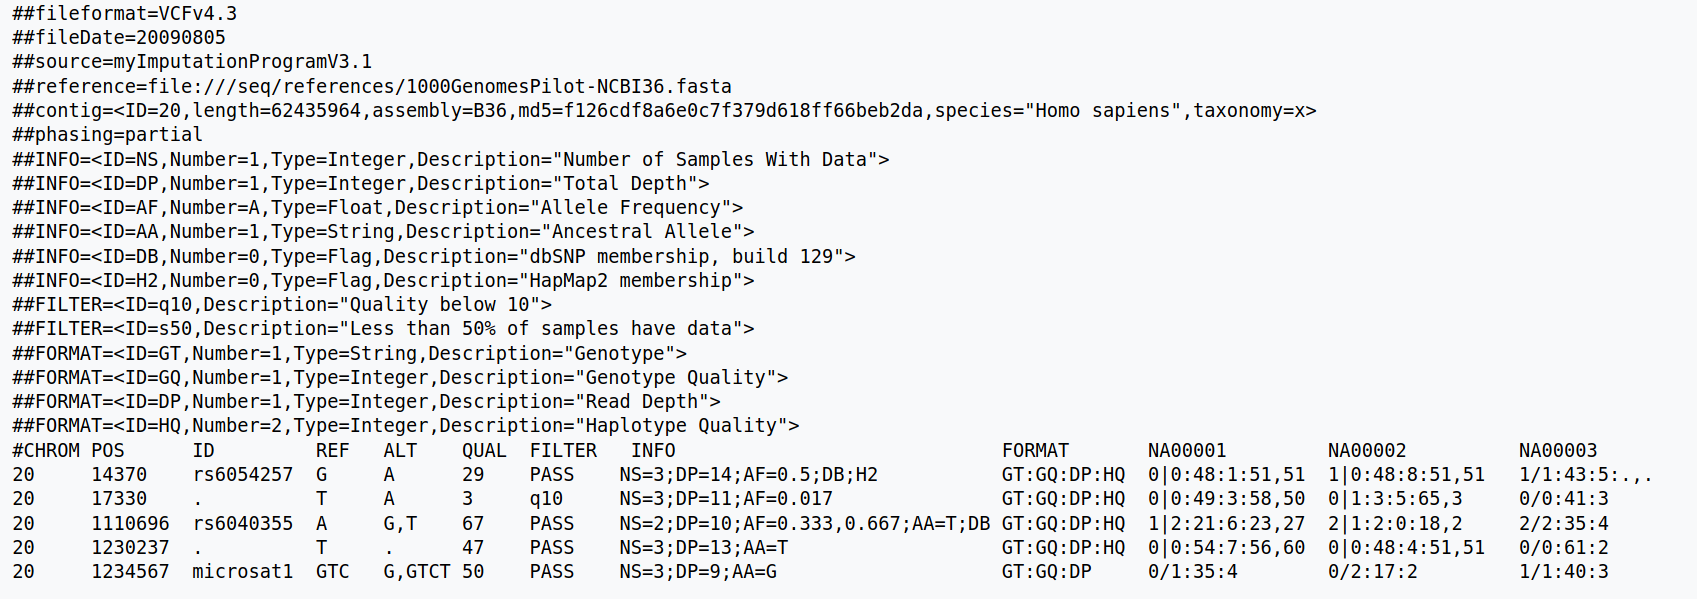 ##fileformat=VCFv4.3
##fileDate=20090805
##source=myImputationProgramV3.1
##reference=file:///seq/references/1000GenomesPilot-NCBI36.fasta
##contig=<ID=20,length=62435964,assembly=B36,md5=f126cdf8a6e0c7f379d618ff66beb2da,species="Homo sapiens",taxonomy=x>
##phasing=partial
##INFO=<ID=NS,Number=1,Type=Integer,Description="Number of Samples With Data">
##INFO=<ID=DP,Number=1,Type=Integer,Description="Total Depth">
##INFO=<ID=AF,Number=A,Type=Float,Description="Allele Frequency">
##INFO=<ID=AA,Number=1,Type=String,Description="Ancestral Allele">
##INFO=<ID=DB,Number=0,Type=Flag,Description="dbSNP membership, build 129">
##INFO=<ID=H2,Number=0,Type=Flag,Description="HapMap2 membership">
##FILTER=<ID=q10,Description="Quality below 10">
##FILTER=<ID=s50,Description="Less than 50% of samples have data">
##FORMAT=<ID=GT,Number=1,Type=String,Description="Genotype">
##FORMAT=<ID=GQ,Number=1,Type=Integer,Description="Genotype Quality">
##FORMAT=<ID=DP,Number=1,Type=Integer,Description="Read Depth">
##FORMAT=<ID=HQ,Number=2,Type=Integer,Description="Haplotype Quality">
#CHROM POS      ID         REF   ALT    QUAL  FILTER   INFO                             FORMAT       NA00001         NA00002          NA00003
20     14370    rs6054257  G     A      29    PASS    NS=3;DP=14;AF=0.5;DB;H2           GT:GQ:DP:HQ  0|0:48:1:51,51  1|0:48:8:51,51   1/1:43:5:.,.
20     17330    .          T     A      3     q10     NS=3;DP=11;AF=0.017               GT:GQ:DP:HQ  0|0:49:3:58,50  0|1:3:5:65,3     0/0:41:3
20     1110696  rs6040355  A     G,T    67    PASS    NS=2;DP=10;AF=0.333,0.667;AA=T;DB GT:GQ:DP:HQ  1|2:21:6:23,27  2|1:2:0:18,2     2/2:35:4
20     1230237  .          T     .      47    PASS    NS=3;DP=13;AA=T                   GT:GQ:DP:HQ  0|0:54:7:56,60  0|0:48:4:51,51   0/0:61:2
20     1234567  microsat1  GTC   G,GTCT 50    PASS    NS=3;DP=9;AA=G                    GT:GQ:DP     0/1:35:4        0/2:17:2         1/1:40:3